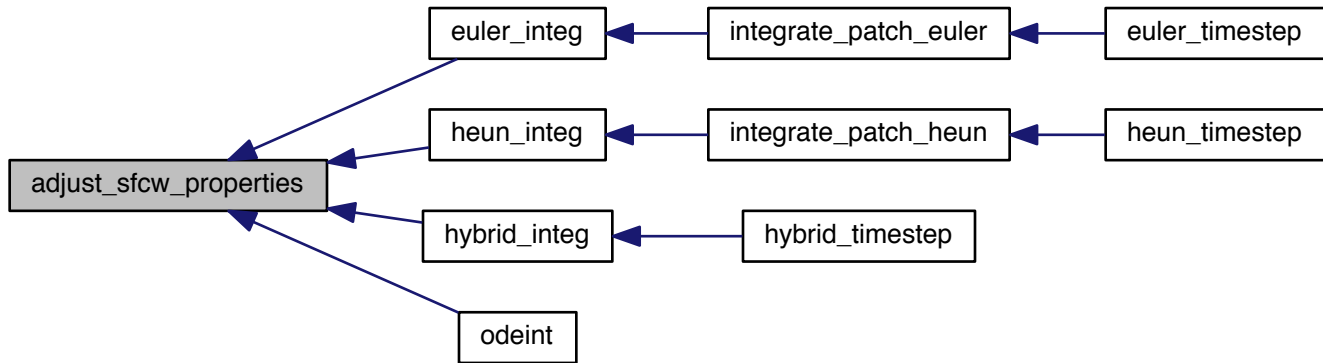 euler_integ
integrate_patch_euler
euler_timestep
heun_integ
integrate_patch_heun
heun_timestep
adjust_sfcw_properties
hybrid_integ
hybrid_timestep
odeint